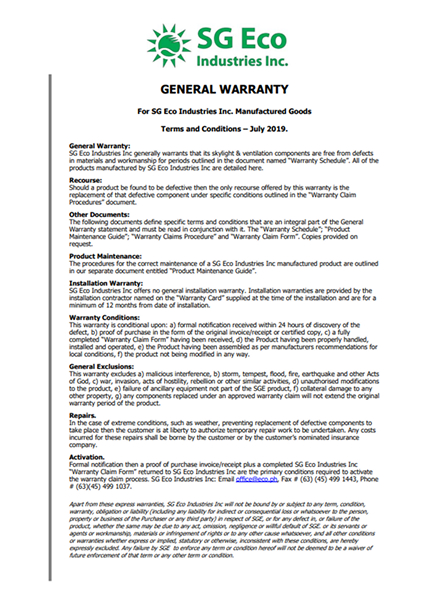 SG Eco
Industries Inc.
GENERAL WARRANTY
For SG Eco Industries Inc. Manufactured Goods
Terms and Conditions – July 2019.
General Warranty:
SG Eco Industries Inc generally warrants that its skylight & ventilation components are free from defects
in materials and workmanship for periods outlined in the document named "Warranty Schedule". All of the
products manufactured by SG Eco Industries Inc are detailed here.
Recourse:
Should a product be found to be defective then the only recourse offered by this warranty is the
replacement of that defective component under specific conditions outlined in the "Warranty Claim
Procedures" document.
Other Documents:
The following documents define specific terms and conditions that are an integral part of the General
Warranty statement and must be read in conjunction with it. The "Warranty Schedule"; "Product
Maintenance Guide"; "Warranty Claims Procedure" and "Warranty Claim Form". Copies provided on
request.
Product Maintenance:
The procedures for the correct maintenance of a SG Eco Industries Inc manufactured product are outlined
in our separate document entitled "Product Maintenance Guide".
Installation Warranty:
SG Eco Industries Inc offers no general installation warranty. Installation warranties are provided by the
installation contractor named on the "Warranty Card" supplied at the time of the installation and are for a
minimum of 12 months from date of installation.
Warranty Conditions:
This warranty is conditional upon: a) formal notification received within 24 hours of discovery of the
defect, b) proof of purchase in the form of the original invoice/receipt or certified copy, c) a fully
completed "Warranty Claim Form" having been received, d) the Product having been properly handled,
installed and operated, e) the Product having been assembled as per manufacturers recommendations for
local conditions, f) the product not being modified in any way.
General Exclusions:
This warranty excludes a) malicious interference, b) storm, tempest, flood, fire, earthquake and other Acts
of God, c) war, invasion, acts of hostility, rebellion or other similar activities, d) unauthorised modifications
to the product, e) failure of ancillary equipment not part of the SGE product, f) collateral damage to any
other property, g) any components replaced under an approved warranty claim will not extend the original
warranty period of the product.
Repairs.
In the case of extreme conditions, such as weather, preventing replacement of defective components to
take place then the customer is at liberty to authorize temporary repair work to be undertaken. Any costs
incurred for these repairs shall be borne by the customer or by the customer's nominated insurance
company.
Activation.
Formal notification then a proof of purchase invoice/receipt plus a completed SG Eco Industries Inc
"Warranty Claim Form" returned to SG Eco Industries Inc are the primary conditions required to activate
the warranty claim process. SG Eco Industries Inc: Email office@eco.ph, Fax # (63) (45) 499 1443, Phone
# (63)(45) 499 1037.
Apart from these express warranties, SG Eco Industries Inc will not be bound by or subject to any term, condition,
warranty, obligation or liability (including any liability for indirect or consequential loss or whatsoever to the person,
property or business of the Purchaser or any third party) in respect of SGE, or for any defect in, or failure of the
product, whether the same may be due to any act, omission, negligence or willful default of SGE. or its servants or
agents or workmanship, materials or infringement of rights or to any other cause whatsoever, and all other conditions
or warranties whether express or implied, statutory or otherwise, inconsistent with these conditions, are hereby
expressly excluded. Any failure by SGE to enforce any term or condition hereof will not be deemed to be a waiver of
future enforcement of that term or any other term or condition.